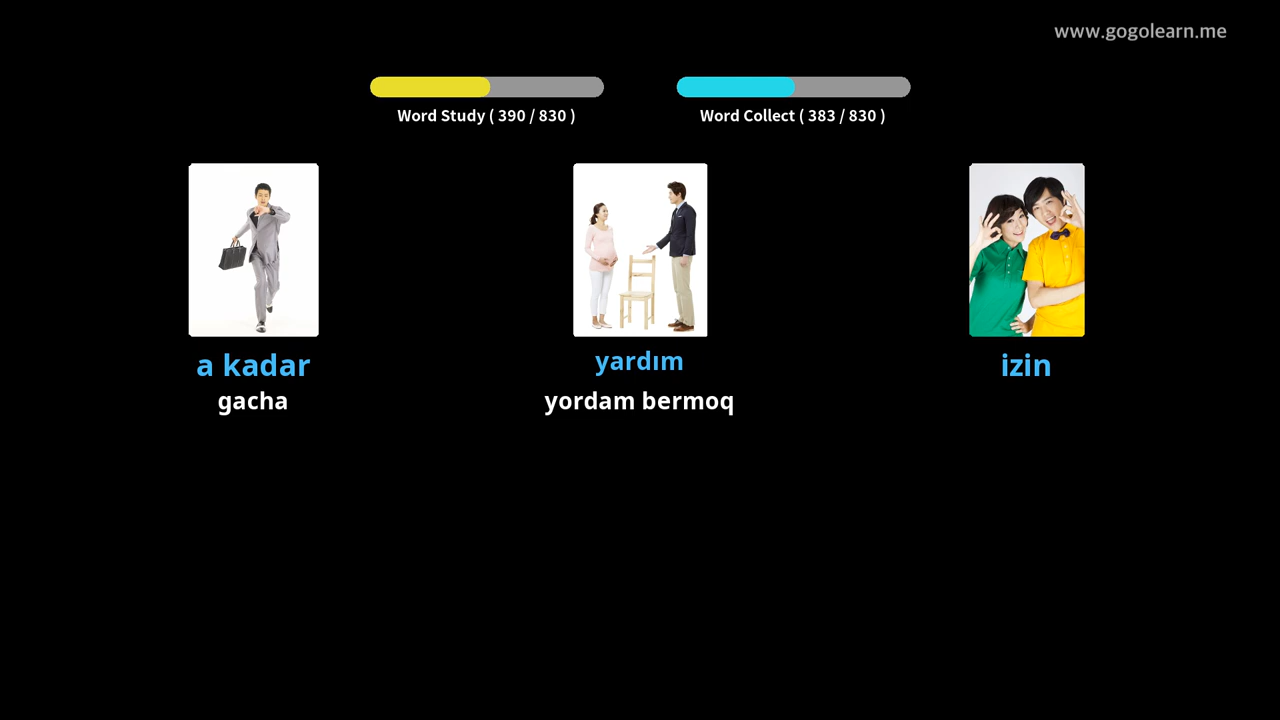 www.gogolearn.me
Word Study ( 390 / 830 )
Word Collect ( 383 / 830 )
a kadar
gacha
yardım
yordam bermoq
izin